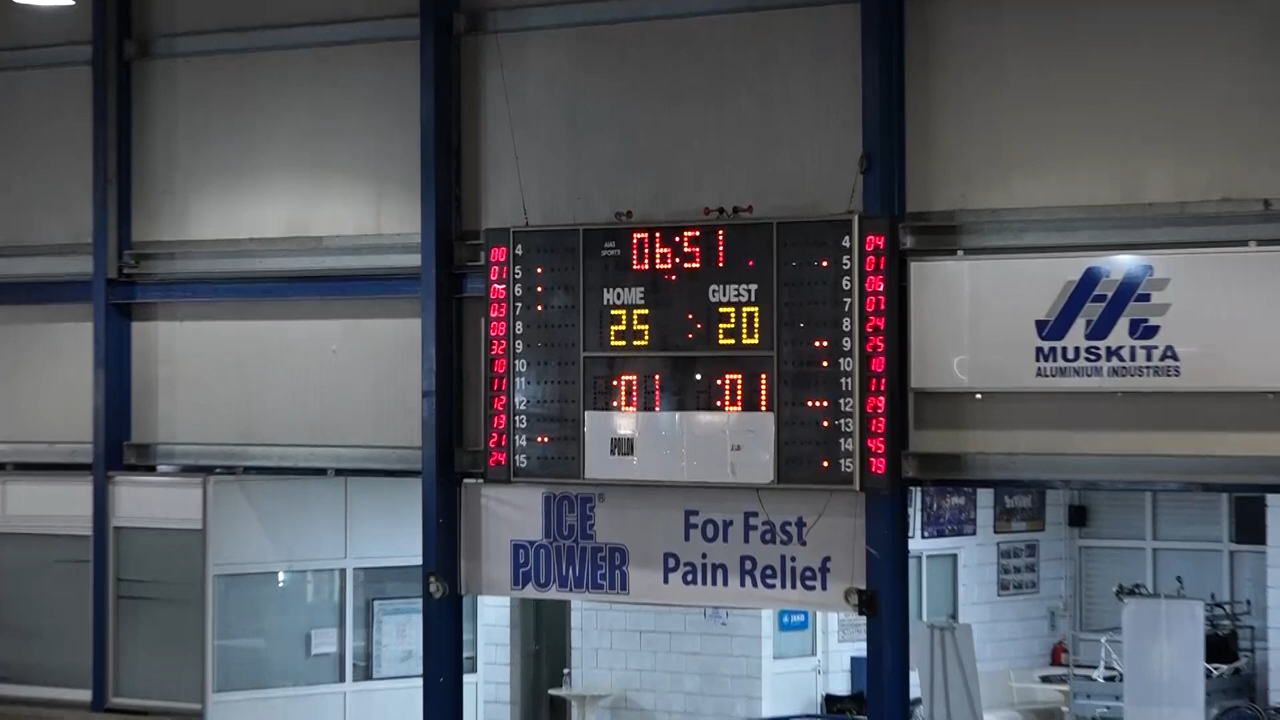 AIAS
SPORTS
06:51
HOME
GUEST
25
20
:01
:01
APOLLON
00 4
01 5
06 6
03 7
08 8
32 9
10 10
11 11
12 12
13 13
21 14
24 15
4 04
5 01
6 06
7 07
8 24
9 25
10 10
11 11
12 29
13 13
14 45
15 79
MUSKITA
ALUMINIUM INDUSTRIES
ICE
POWER®
For Fast
Pain Relief
JAKO